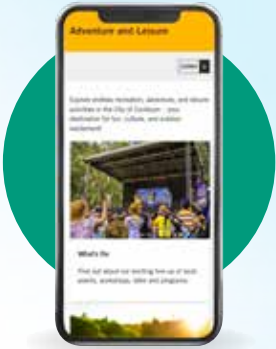 Adventure and Leisure
Listen
Explore endless recreation, adventure, and leisure
activities in the City of Cockburn - your
destination for fun, culture, and outdoor
excitement!
What's On
Find out about our exciting line-up of local
events, workshops, talks and programs.